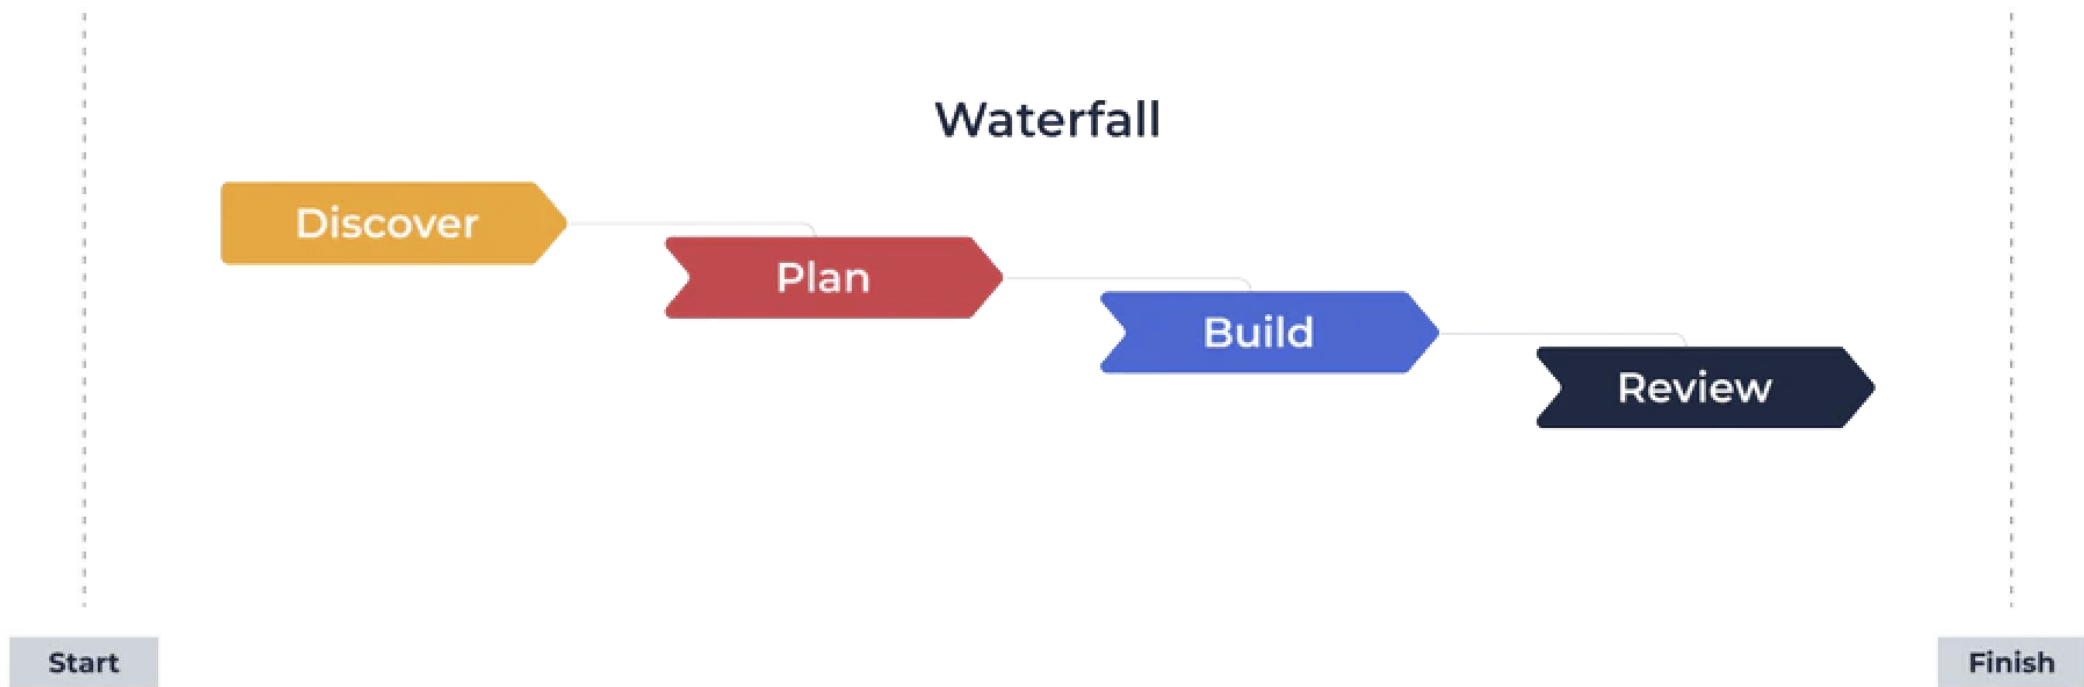 Waterfall
Discover
Plan
Build
Review
Start
Finish